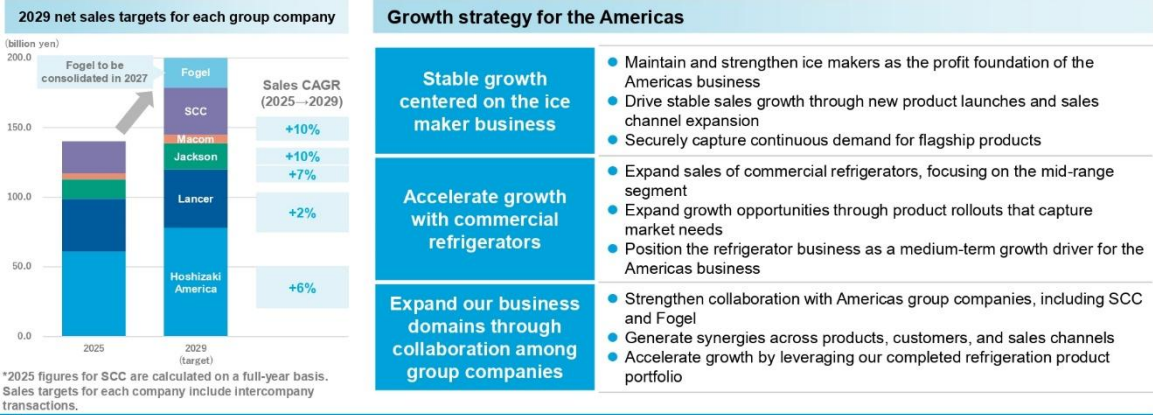 2029 net sales targets for each group company
(billion yen)
200.0
150.0
100.0
50.0
0.0
Fogel to be
consolidated in 2027
Fogel
SCC
Macom
Jackson
Lancer
Hoshizaki
America
2025
2029
(target)
Sales CAGR
(2025→2029)
+10%
+10%
+7%
+2%
+6%
*2025 figures for SCC are calculated on a full-year basis.
Sales targets for each company include intercompany
transactions.
Growth strategy for the Americas
Stable growth
centered on the ice
maker business
● Maintain and strengthen ice makers as the profit foundation of the
Americas business
● Drive stable sales growth through new product launches and sales
channel expansion
● Securely capture continuous demand for flagship products
Accelerate growth
with commercial
refrigerators
● Expand sales of commercial refrigerators, focusing on the mid-range
segment
● Expand growth opportunities through product rollouts that capture
market needs
● Position the refrigerator business as a medium-term growth driver for the
Americas business
Expand our business
domains through
collaboration among
group companies
● Strengthen collaboration with Americas group companies, including SCC
and Fogel
● Generate synergies across products, customers, and sales channels
● Accelerate growth by leveraging our completed refrigeration product
portfolio